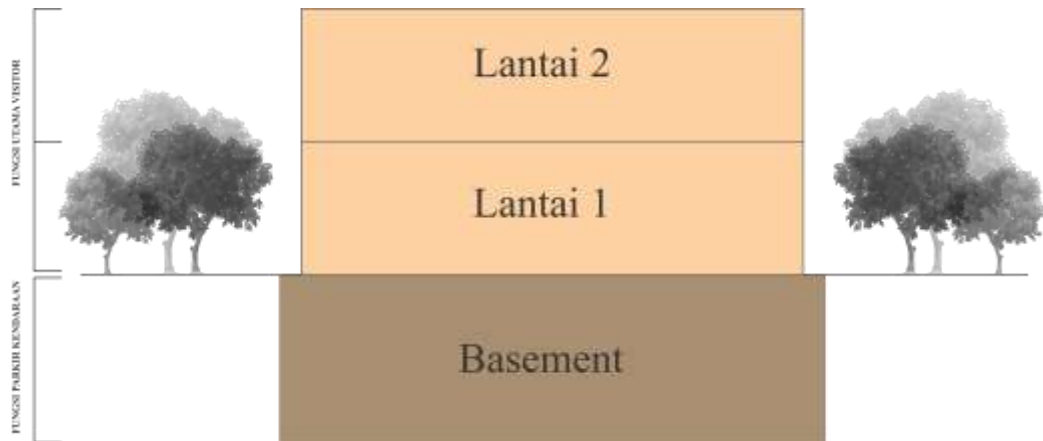 FUNGSI UTAMA VISITOR
Lantai 2
Lantai 1
FUNGSI PARKIR KENDARAAN
Basement